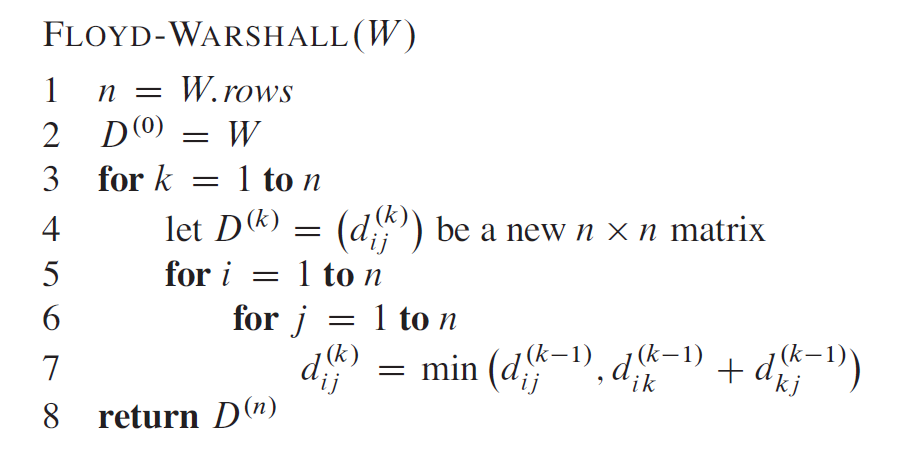 FLOYD-WARSHALL(W)
1 n = W.rows
2 D^(0) = W
3 for k = 1 to n
4 let D^(k) = (d_ij^(k)) be a new n × n matrix
5 for i = 1 to n
6 for j = 1 to n
7 d_ij^(k) = min (d_ij^(k−1), d_ik^(k−1) + d_kj^(k−1))
8 return D^(n)